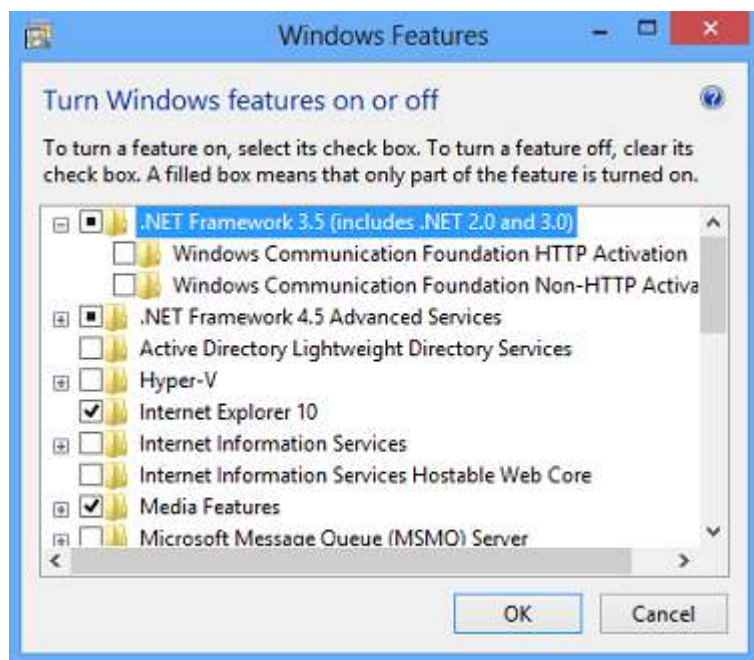 Windows Features
Turn Windows features on or off
To turn a feature on, select its check box. To turn a feature off, clear its
check box. A filled box means that only part of the feature is turned on.
.NET Framework 3.5 (includes .NET 2.0 and 3.0)
Windows Communication Foundation HTTP Activation
Windows Communication Foundation Non-HTTP Activa
.NET Framework 4.5 Advanced Services
Active Directory Lightweight Directory Services
Hyper-V
Internet Explorer 10
Internet Information Services
Internet Information Services Hostable Web Core
Media Features
Microsoft Message Queue (MSMQ) Server
OK Cancel